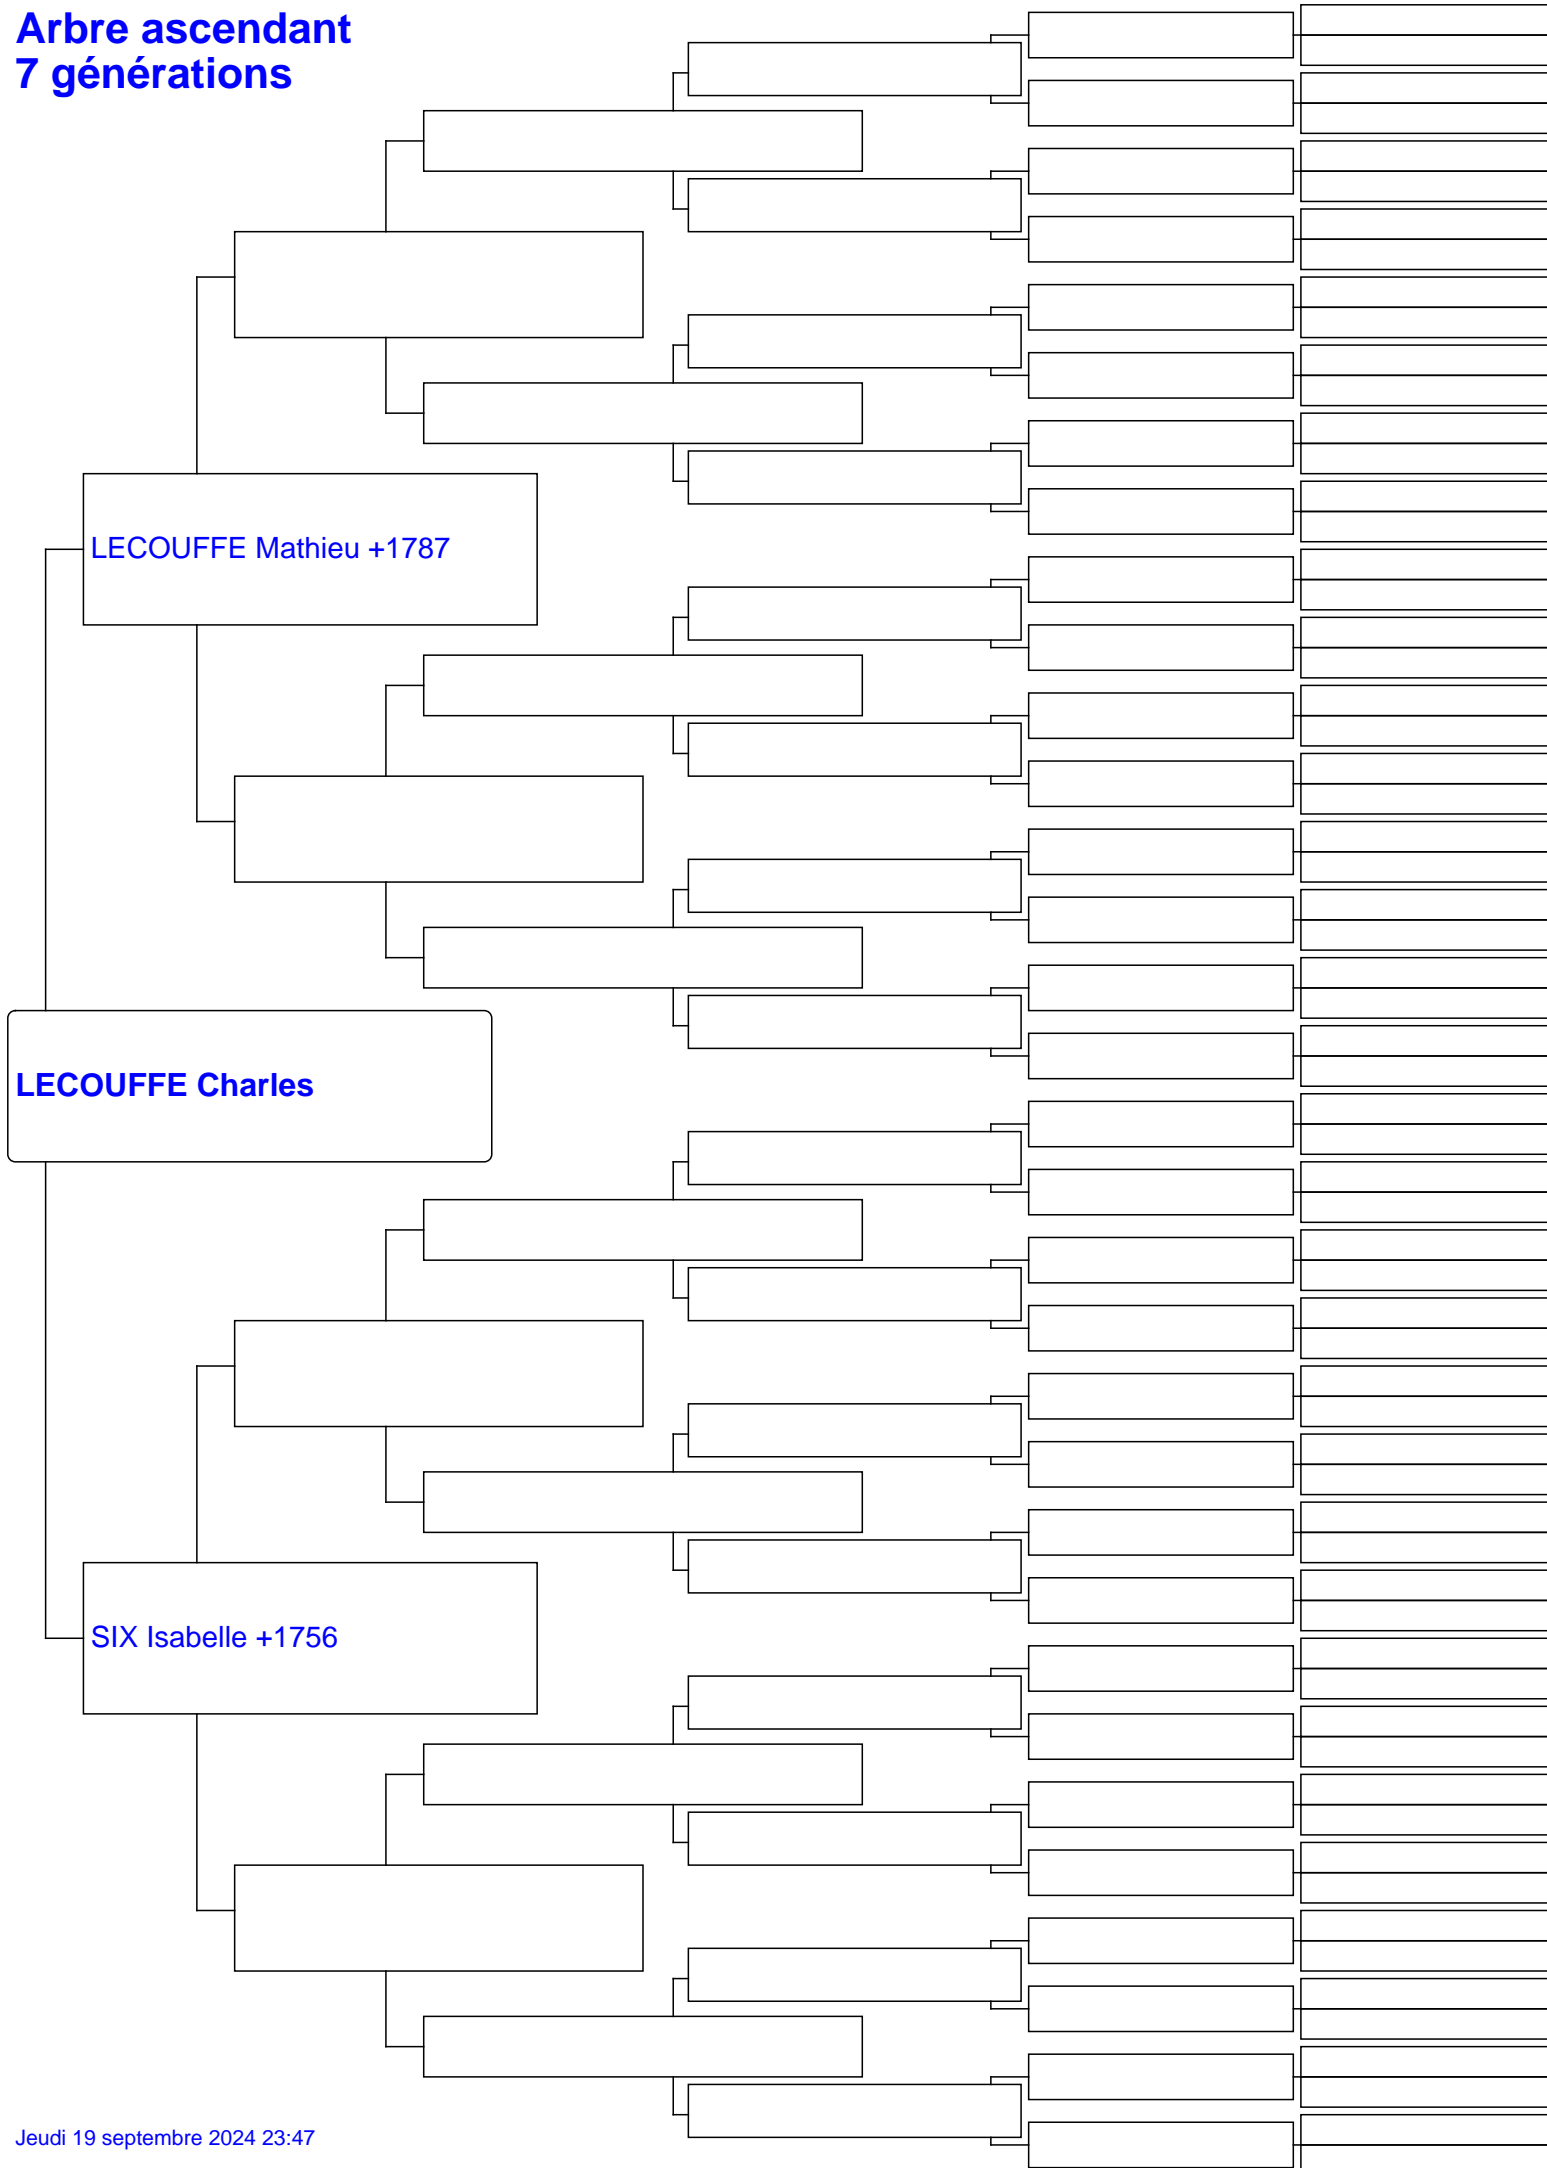 Arbre ascendant
7 générations
LECOUFFE Mathieu +1787
LECOUFFE Charles
SIX Isabelle +1756
Jeudi 19 septembre 2024 23:47